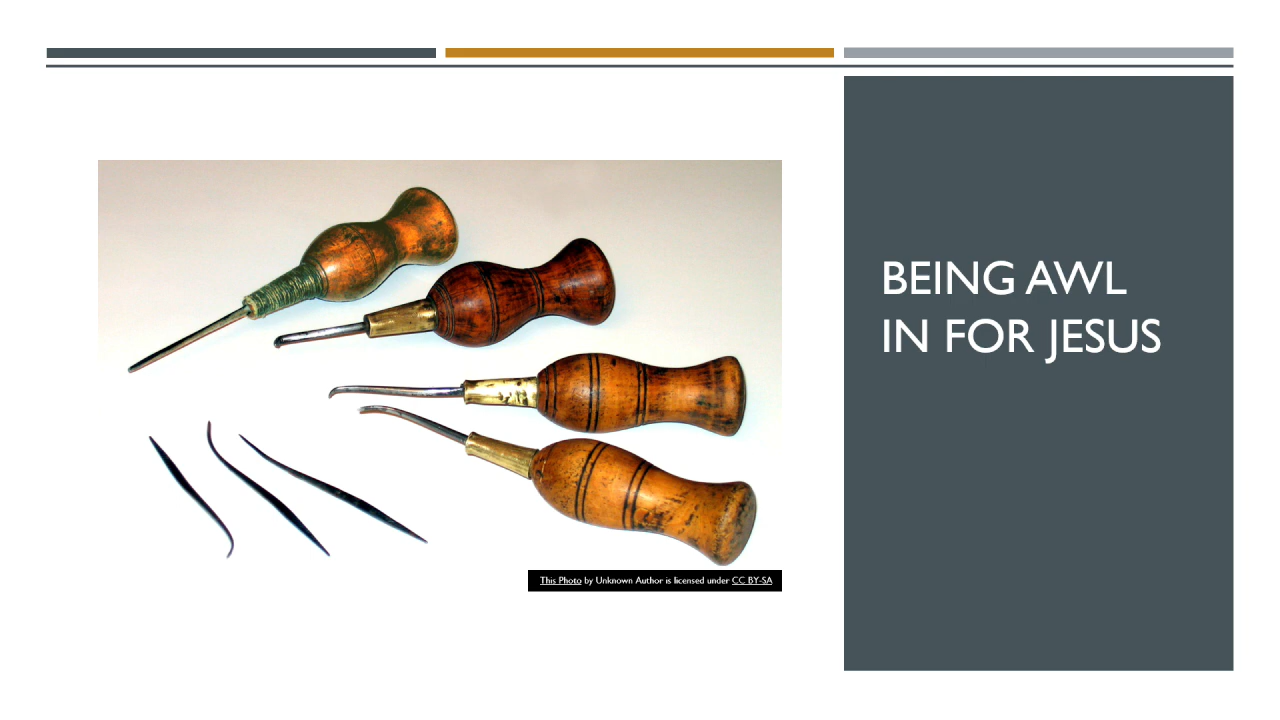 BEING AWL
IN FOR JESUS
This Photo by Unknown Author is licensed under CC BY-SA